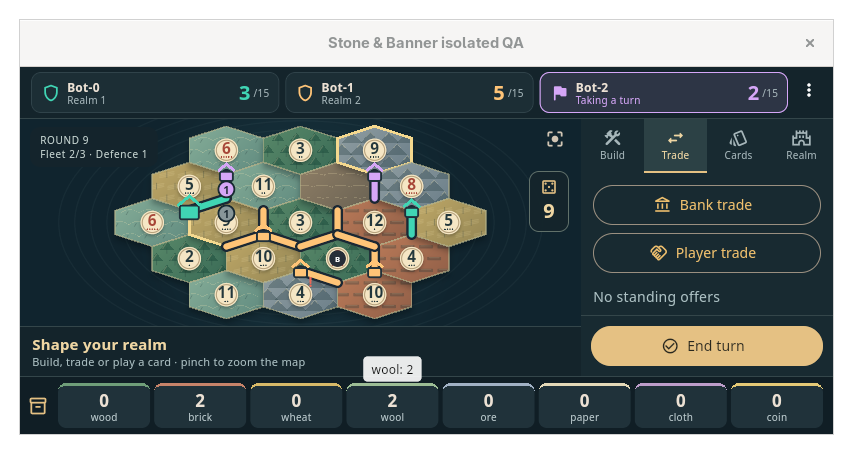 Stone & Banner isolated QA
Bot-0
Realm 1
3 /15
Bot-1
Realm 2
5 /15
Bot-2
Taking a turn
2 /15
ROUND 9
Fleet 2/3 · Defence 1
6 3 9
5 1 11 8
6 1 9 3 12 5
2 10 B 4
11 4 10
9
Build
Trade
Cards
Realm
Bank trade
Player trade
No standing offers
End turn
Shape your realm
Build, trade or play a card · pinch to zoom the map
wool: 2
0 wood
2 brick
0 wheat
2 wool
0 ore
0 paper
0 cloth
0 coin